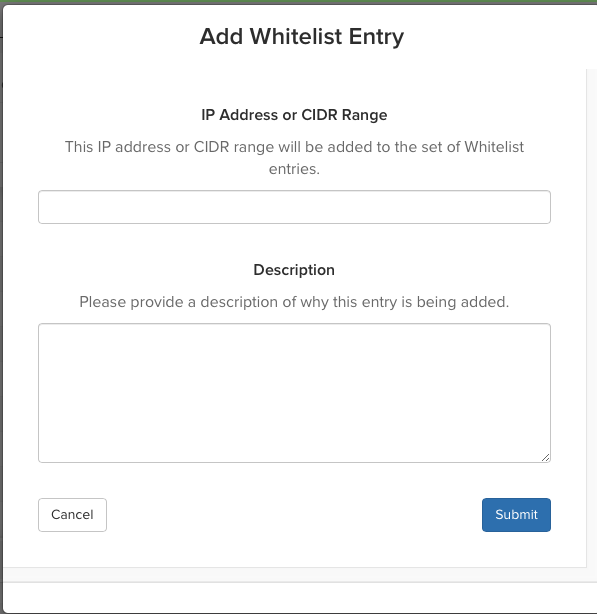 Add Whitelist Entry
IP Address or CIDR Range
This IP address or CIDR range will be added to the set of Whitelist
entries.
Description
Please provide a description of why this entry is being added.
Cancel
Submit